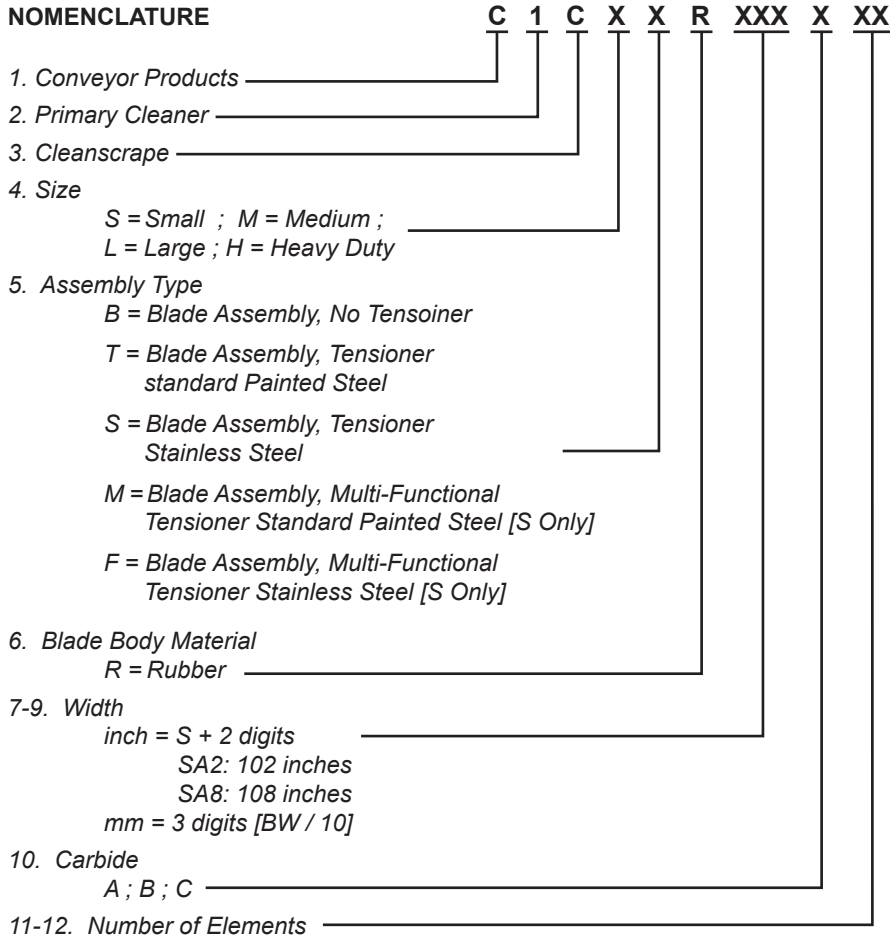 NOMENCLATURE C 1 C X X R XXX X XX
1. Conveyor Products
2. Primary Cleaner
3. Cleanscrape
4. Size
S = Small ; M = Medium ;
L = Large ; H = Heavy Duty
5. Assembly Type
B = Blade Assembly, No Tensoiner
T = Blade Assembly, Tensioner
standard Painted Steel
S = Blade Assembly, Tensioner
Stainless Steel
M = Blade Assembly, Multi-Functional
Tensioner Standard Painted Steel [S Only]
F = Blade Assembly, Multi-Functional
Tensioner Stainless Steel [S Only]
6. Blade Body Material
R = Rubber
7-9. Width
inch = S + 2 digits
SA2: 102 inches
SA8: 108 inches
mm = 3 digits [BW / 10]
10. Carbide
A ; B ; C
11-12. Number of Elements